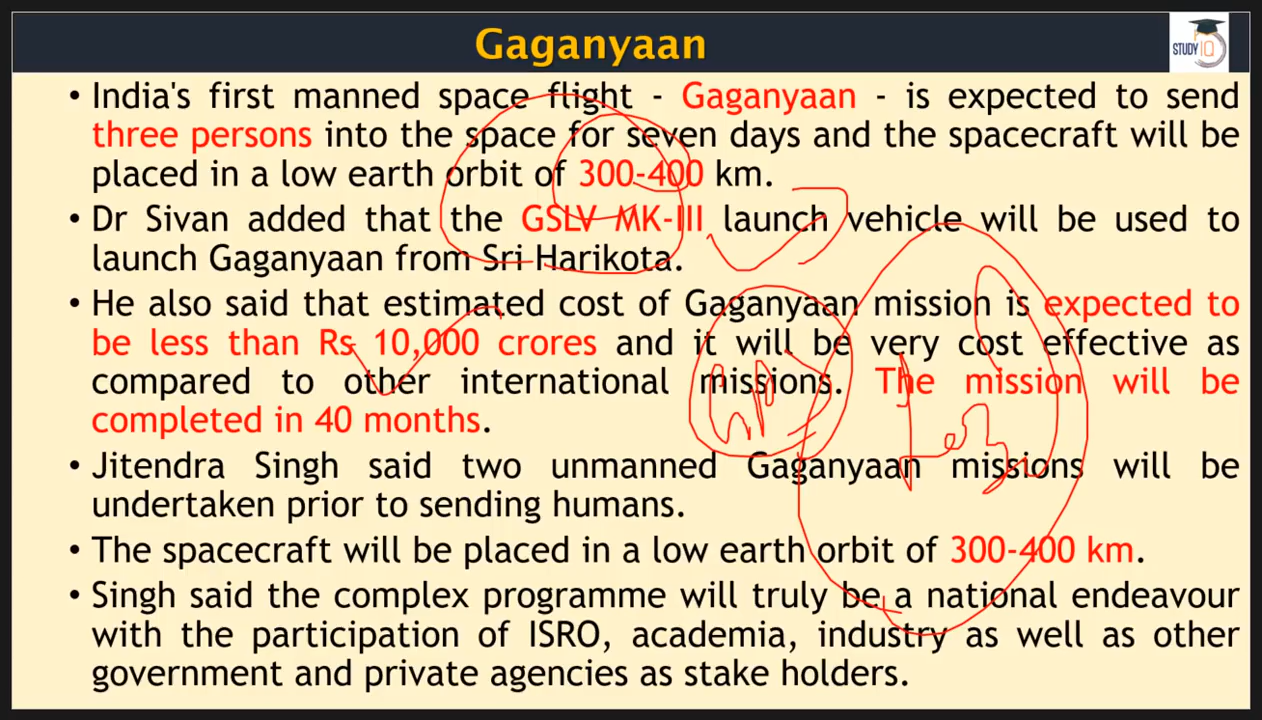 Gaganyaan
STUDY IQ
• India's first manned space flight - Gaganyaan - is expected to send
three persons into the space for seven days and the spacecraft will be
placed in a low earth orbit of 300-400 km.
• Dr Sivan added that the GSLV MK-III launch vehicle will be used to
launch Gaganyaan from Sri Harikota.
• He also said that estimated cost of Gaganyaan mission is expected to
be less than Rs 10,000 crores and it will be very cost effective as
compared to other international missions. The mission will be
completed in 40 months.
• Jitendra Singh said two unmanned Gaganyaan missions will be
undertaken prior to sending humans.
• The spacecraft will be placed in a low earth orbit of 300-400 km.
• Singh said the complex programme will truly be a national endeavour
with the participation of ISRO, academia, industry as well as other
government and private agencies as stake holders.